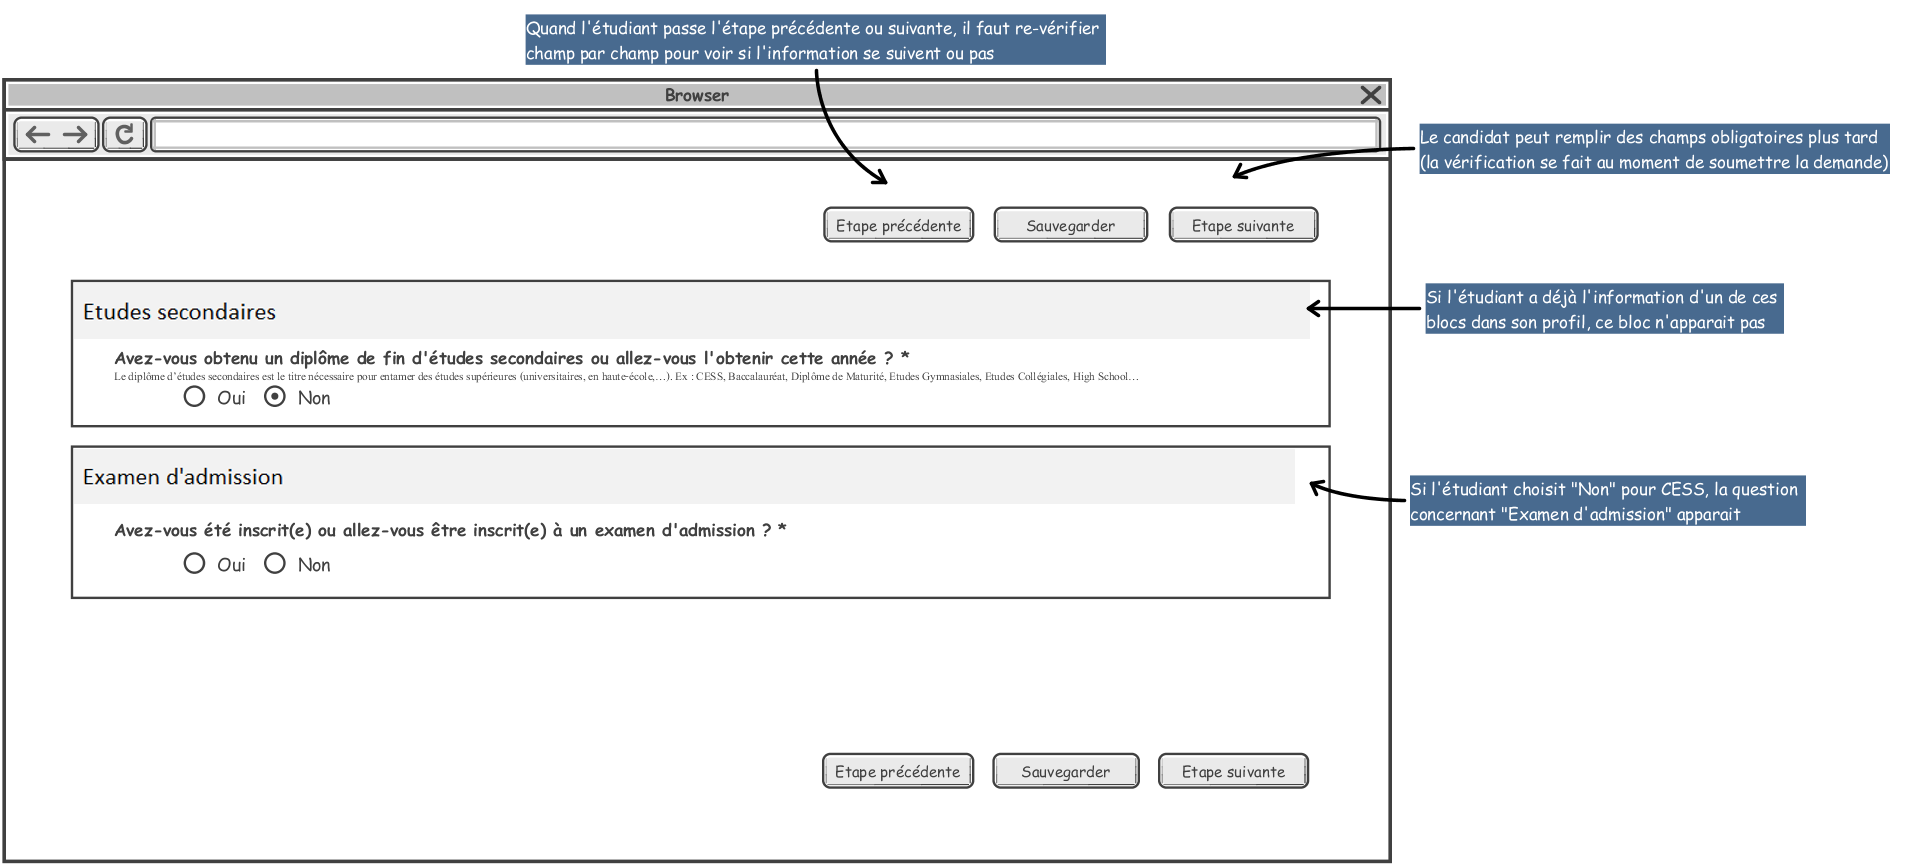 Quand l'étudiant passe l'étape précédente ou suivante, il faut re-vérifier
champ par champ pour voir si l'information se suivent ou pas
Browser
Le candidat peut remplir des champs obligatoires plus tard
(la vérification se fait au moment de soumettre la demande)
Etape précédente
Sauvegarder
Etape suivante
Si l'étudiant a déjà l'information d'un de ces
blocs dans son profil, ce bloc n'apparait pas
Etudes secondaires
Avez-vous obtenu un diplôme de fin d'études secondaires ou allez-vous l'obtenir cette année ? *
Le diplôme d'études secondaires est le titre nécessaire pour entamer des études supérieures (universitaires, en haute-école,...). Ex : CESS, Baccalauréat, Diplôme de Maturité, Etudes Gymnasiales, Etudes Collégiales, High School...
Oui
Non
Examen d'admission
Si l'étudiant choisit "Non" pour CESS, la question
concernant "Examen d'admission" apparait
Avez-vous été inscrit(e) ou allez-vous être inscrit(e) à un examen d'admission ? *
Oui
Non
Etape précédente
Sauvegarder
Etape suivante